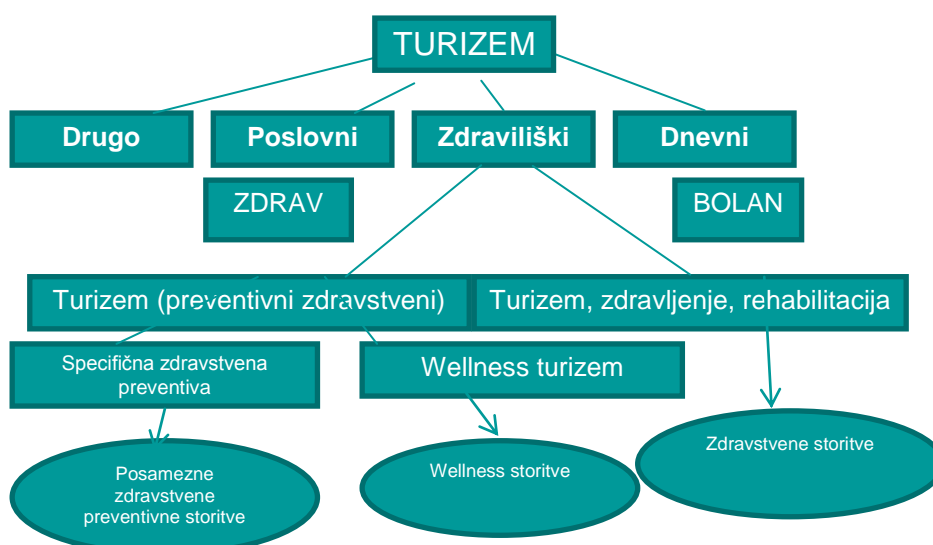 TURIZEM
Drugo
Poslovni
Zdraviliški
Dnevni
ZDRAV
BOLAN
Turizem (preventivni zdravstveni)
Turizem, zdravljenje, rehabilitacija
Specifična zdravstvena
preventiva
Wellness turizem
Posamezne
zdravstvene
preventivne storitve
Wellness storitve
Zdravstvene storitve